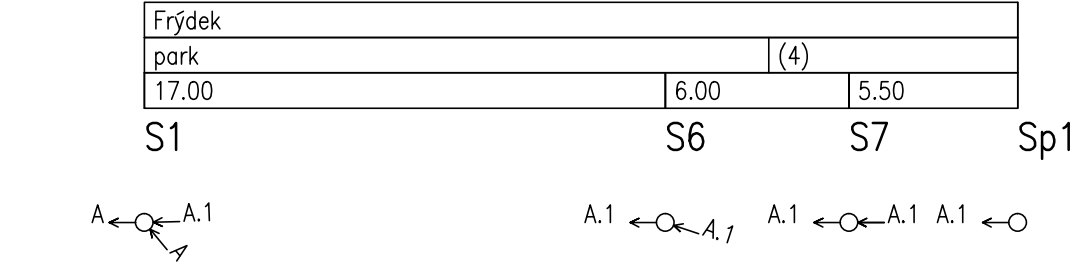 Frýdek
park (4)
17.00 6.00 5.50
S1 S6 S7 Sp1
A A.1 A.1 A.1 A.1 A.1
A A.1